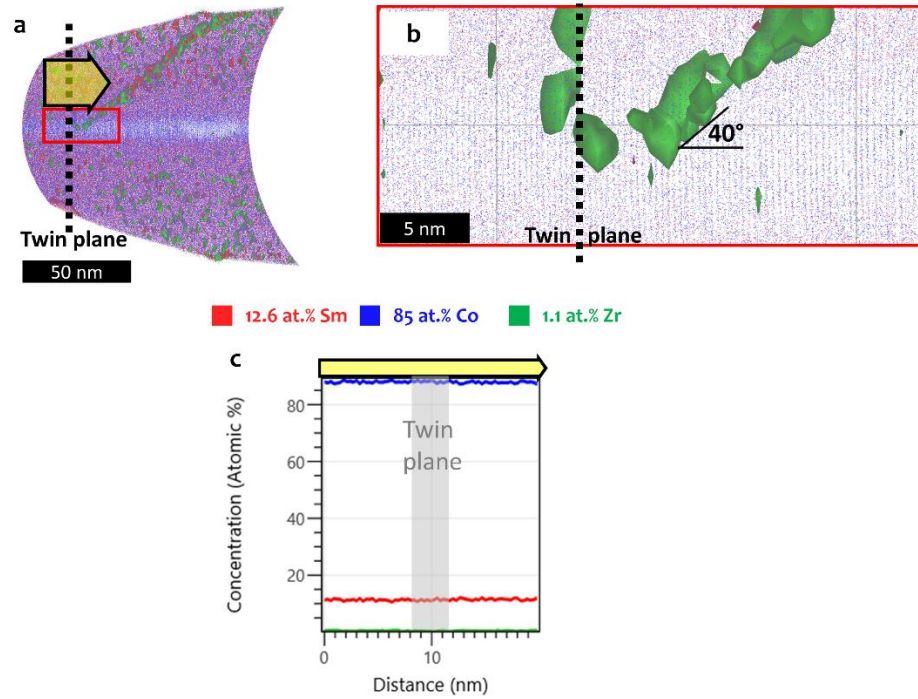 a
Twin plane
50 nm
b
40°
5 nm
Twin plane
12.6 at.% Sm
85 at.% Co
1.1 at.% Zr
c
Concentration (Atomic %)
80
60
40
20
Twin
plane
0
10
Distance (nm)